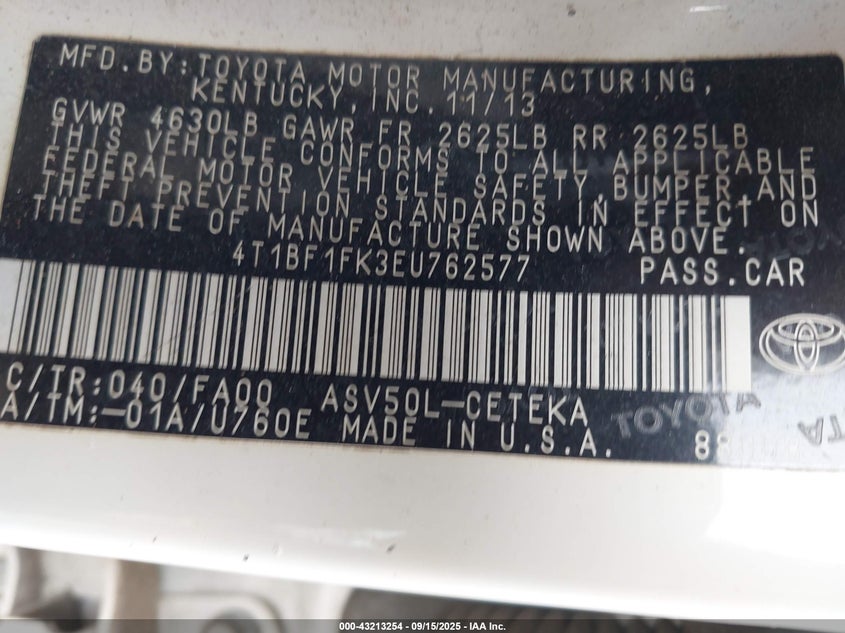 MFD. BY: TOYOTA MOTOR MANUFACTURING,
KENTUCKY, INC. 11/13
GVWR 4630LB GAWR FR 2625LB RR 2625LB
THIS VEHICLE CONFORMS TO ALL APPLICABLE
FEDERAL MOTOR VEHICLE SAFETY, BUMPER AND
THEFT PREVENTION STANDARDS IN EFFECT ON
THE DATE OF MANUFACTURE SHOWN ABOVE.
4T1BF1FK3EU762577 PASS.CAR
C/TR:040/FA00 ASV50L-CETEKA
A/TM:-01A/U760E MADE IN U.S.A.
TOYOTA
000-43213254 - 09/15/2025 - IAA Inc.